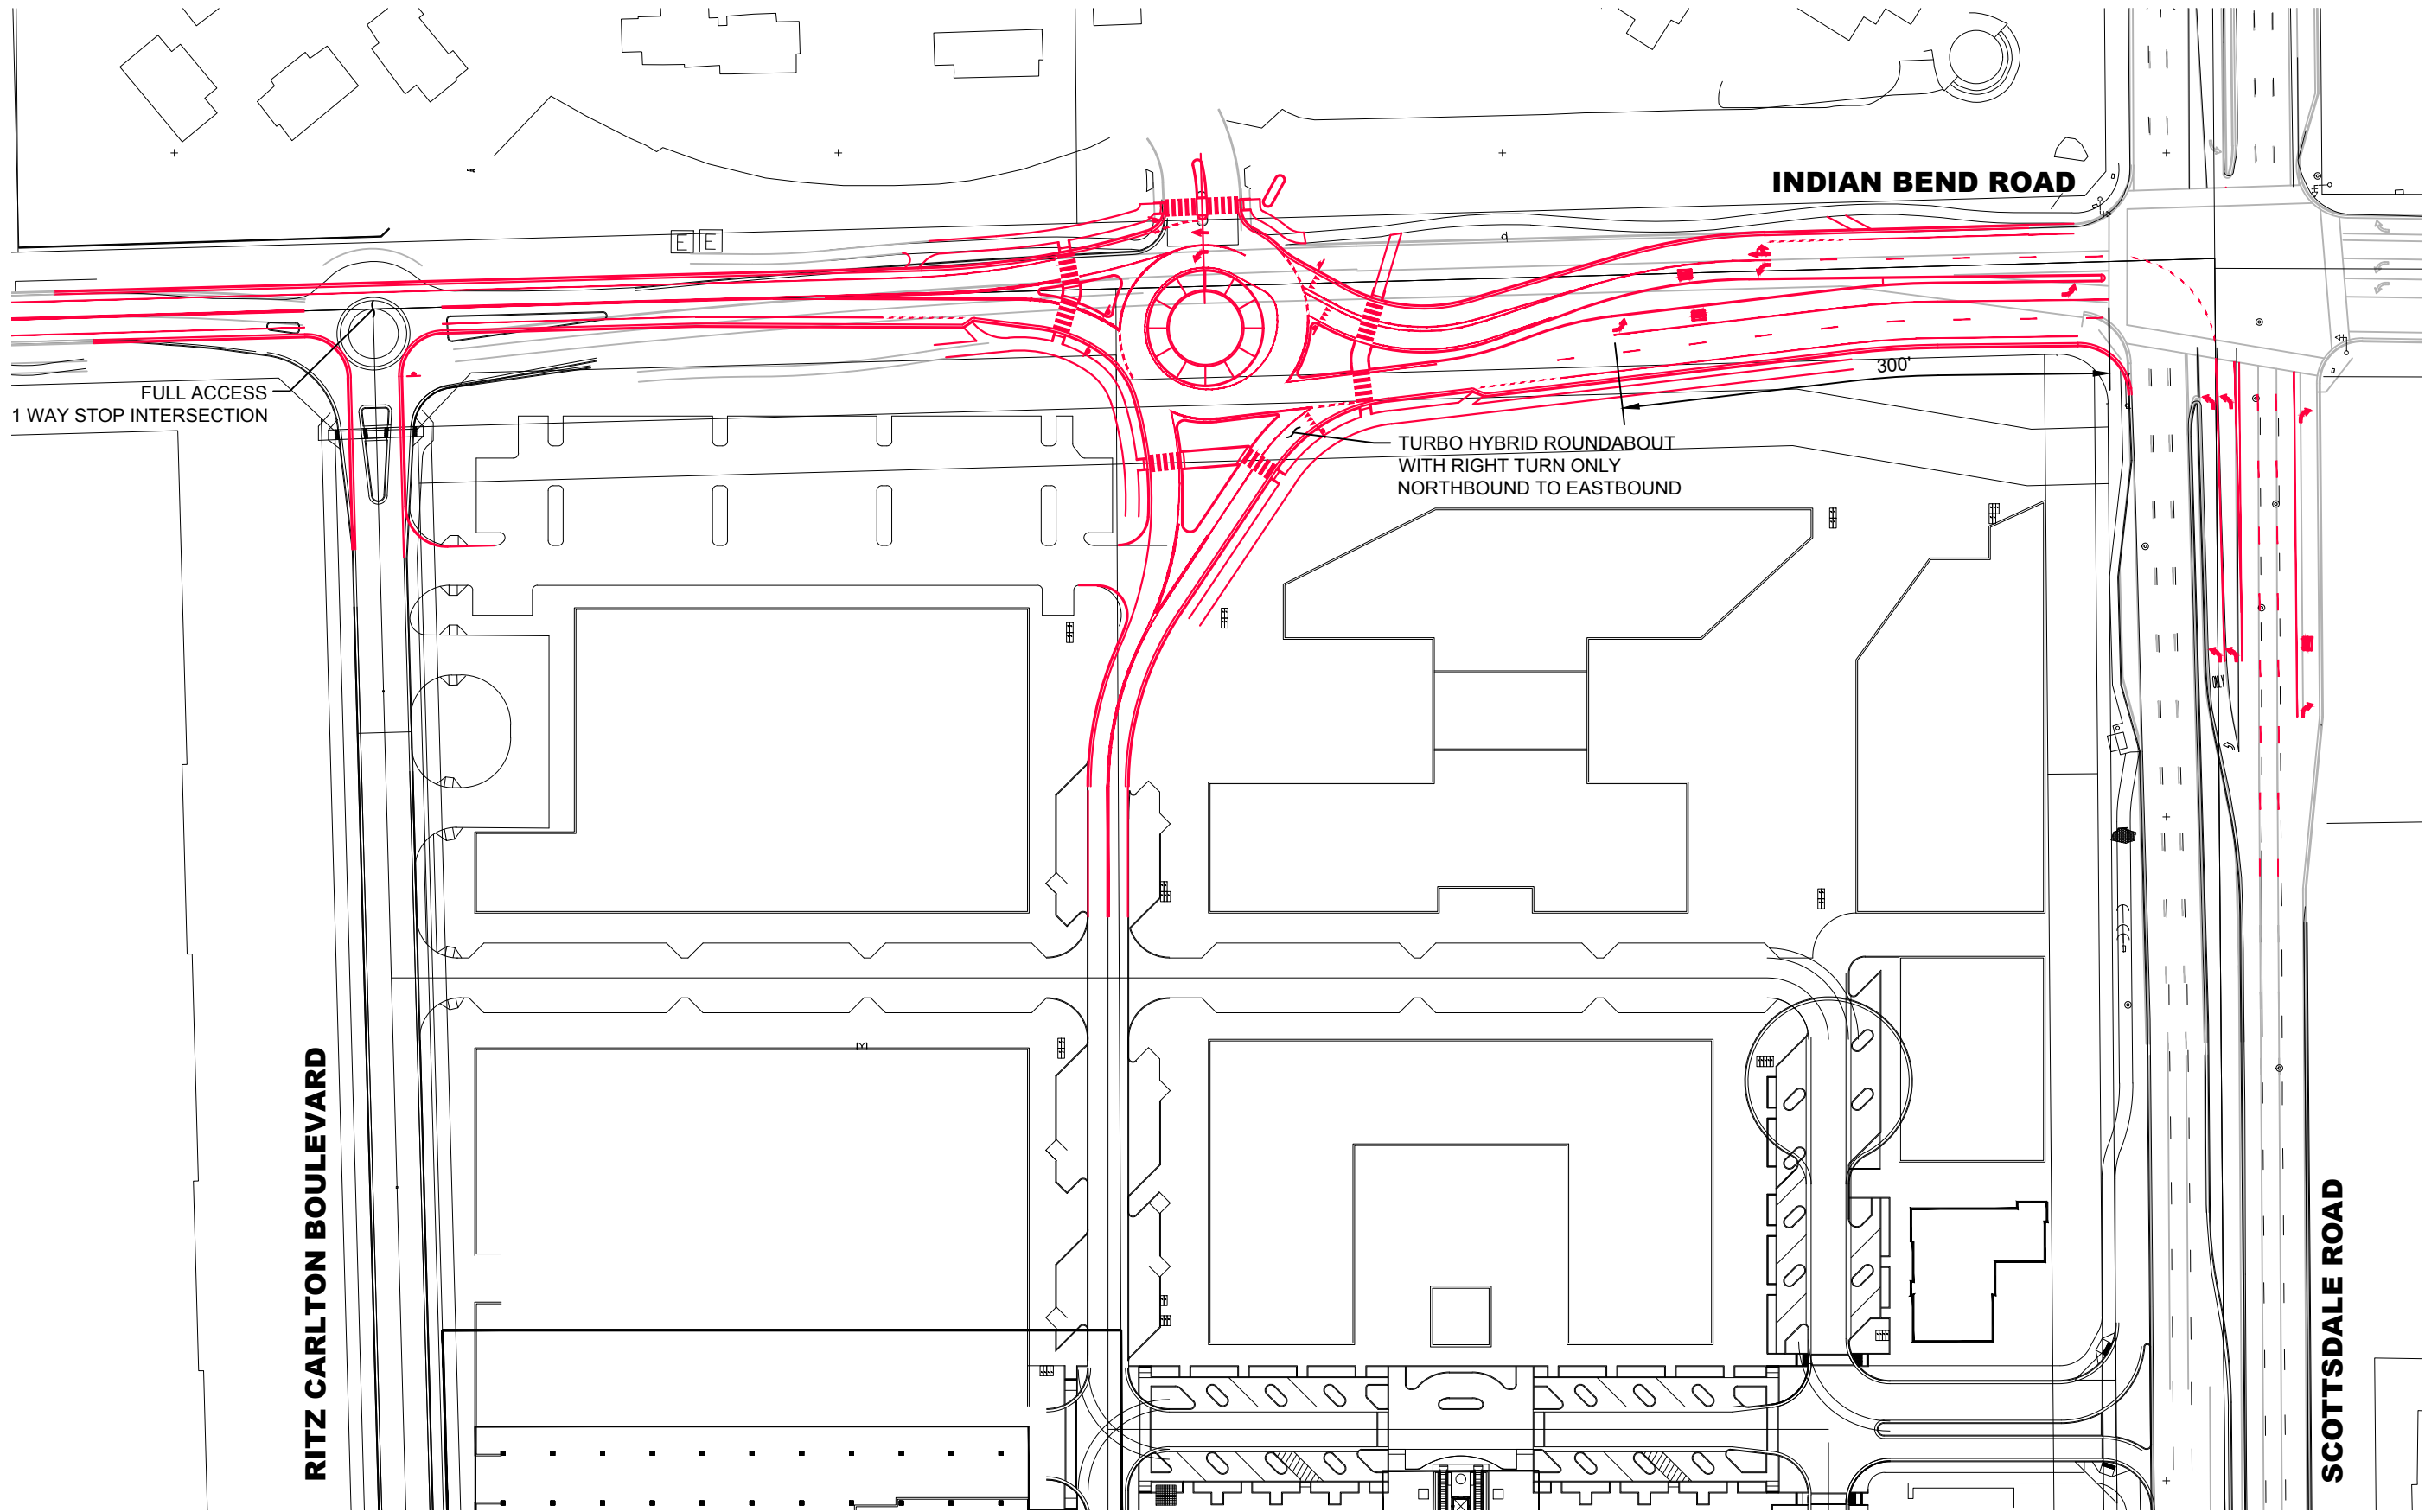 INDIAN BEND ROAD
E E
FULL ACCESS
1 WAY STOP INTERSECTION
300'
TURBO HYBRID ROUNDABOUT
WITH RIGHT TURN ONLY
NORTHBOUND TO EASTBOUND
RITZ CARLTON BOULEVARD
SCOTTSDALE ROAD